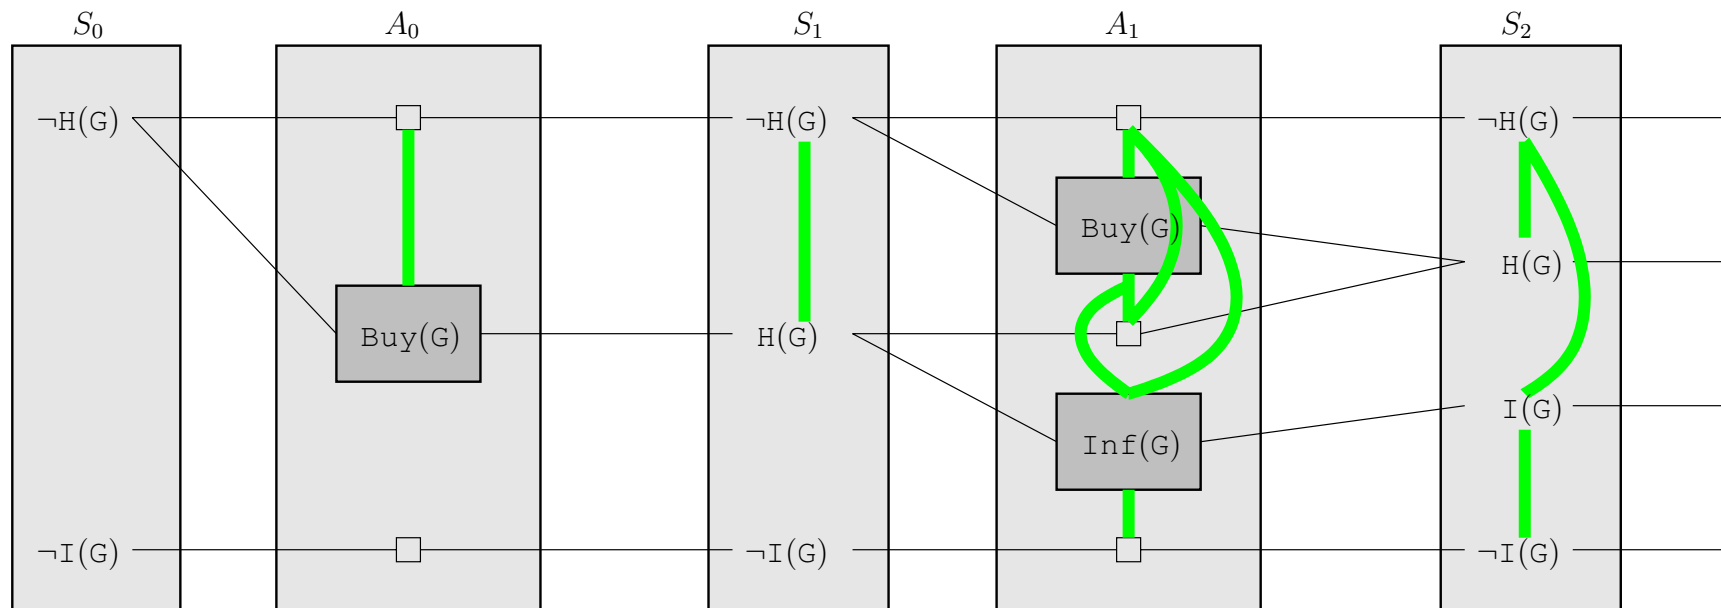 S₀ A₀ S₁ A₁ S₂
¬H(G) ¬H(G) ¬H(G)
Buy(G)
H(G)
Buy(G) H(G)
Inf(G) I(G)
¬I(G) ¬I(G) ¬I(G)